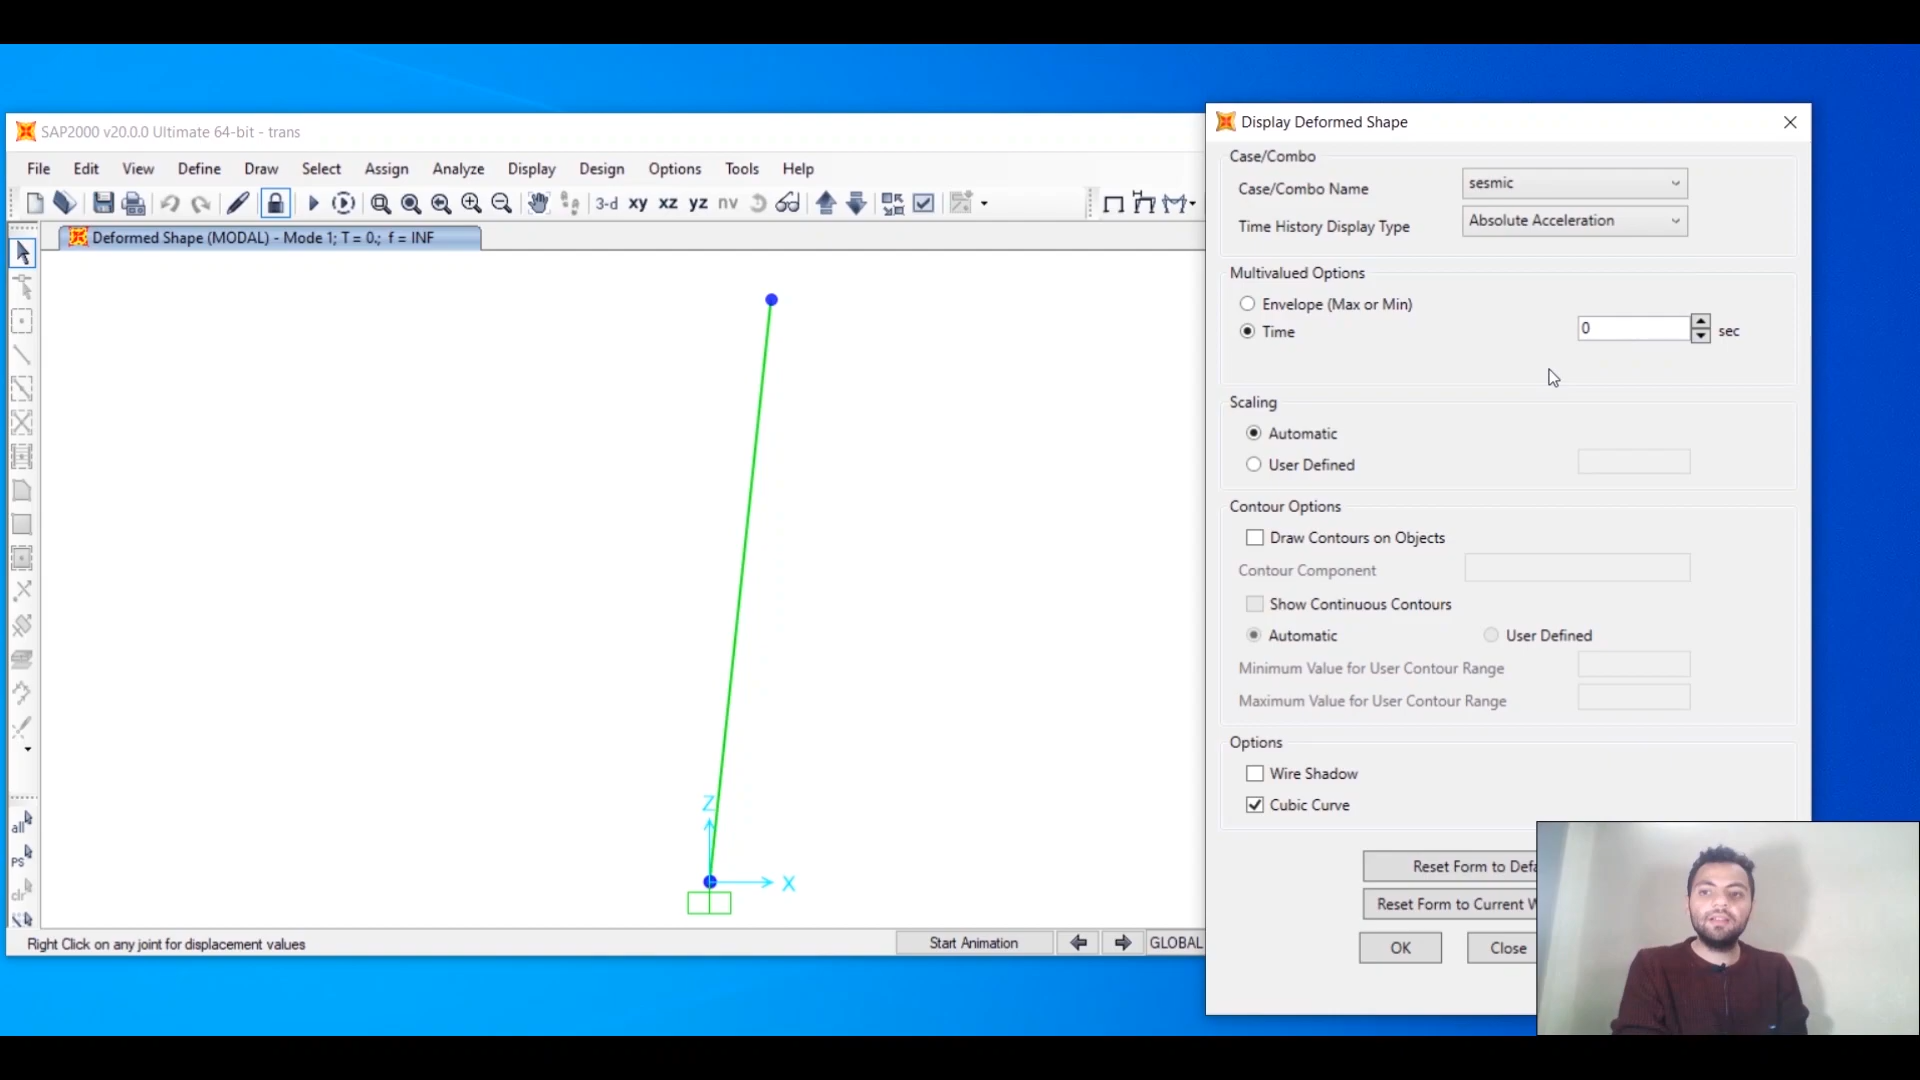 SAP2000 v20.0.0 Ultimate 64-bit - trans
File Edit View Define Draw Select Assign Analyze Display Design Options Tools Help
3-d xy xz yz nv
Deformed Shape (MODAL) - Mode 1; T = 0.; f = INF
Z
X
all
PS
clr
Right Click on any joint for displacement values
Start Animation
GLOBAL
Display Deformed Shape
Case/Combo
Case/Combo Name sesmic
Time History Display Type Absolute Acceleration
Multivalued Options
Envelope (Max or Min)
Time 0 sec
Scaling
Automatic
User Defined
Contour Options
Draw Contours on Objects
Contour Component
Show Continuous Contours
Automatic User Defined
Minimum Value for User Contour Range
Maximum Value for User Contour Range
Options
Wire Shadow
Cubic Curve
Reset Form to Defa
Reset Form to Current W
OK Close